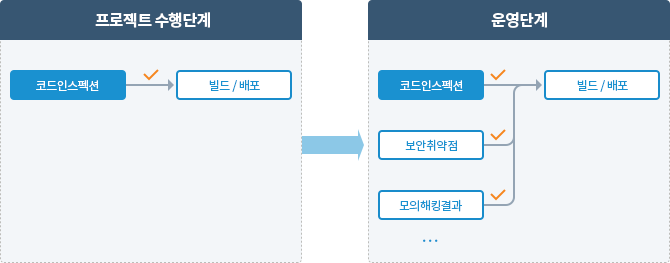 프로젝트 수행단계
코드인스펙션
빌드 / 배포
운영단계
코드인스펙션
빌드 / 배포
보안취약점
모의해킹결과
...